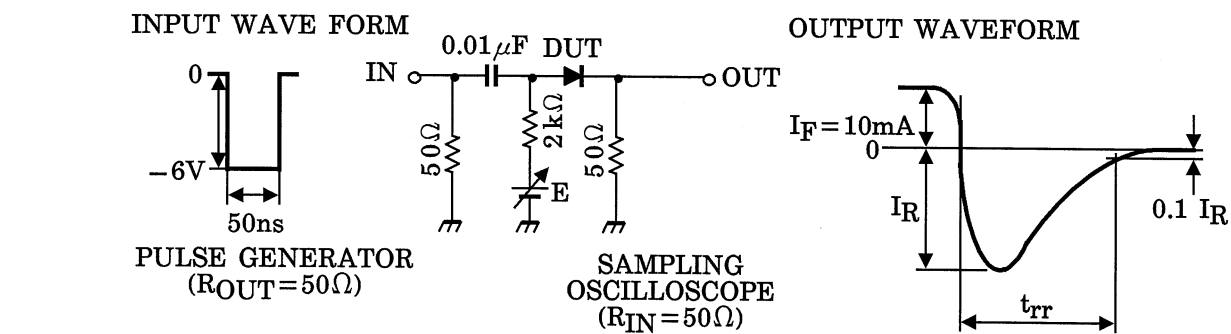 INPUT WAVE FORM
0
−6V
50ns
PULSE GENERATOR
(ROUT=50Ω)
IN
0.01μF
DUT
OUT
50Ω
2kΩ
50Ω
E
SAMPLING
OSCILLOSCOPE
(RIN=50Ω)
OUTPUT WAVEFORM
IF=10mA
0
IR
0.1 IR
trr